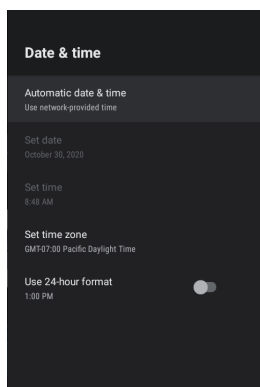 Date & time
Automatic date & time
Use network-provided time
Set date
October 30, 2020
Set time
8:48 AM
Set time zone
GMT-07:00 Pacific Daylight Time
Use 24-hour format
1:00 PM